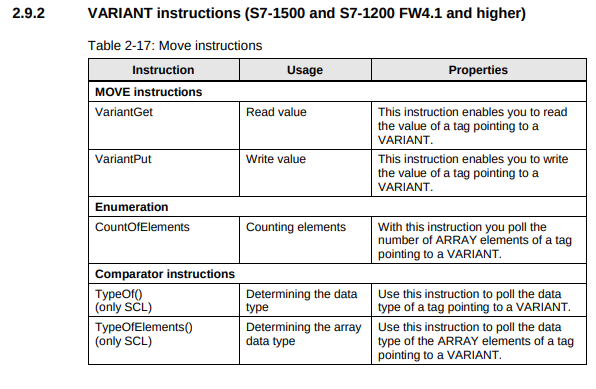 2.9.2 VARIANT instructions (S7-1500 and S7-1200 FW4.1 and higher)
Table 2-17: Move instructions
Instruction Usage Properties
MOVE instructions
VariantGet Read value This instruction enables you to read
the value of a tag pointing to a
VARIANT.
VariantPut Write value This instruction enables you to write
the value of a tag pointing to a
VARIANT.
Enumeration
CountOfElements Counting elements With this instruction you poll the
number of ARRAY elements of a tag
pointing to a VARIANT.
Comparator instructions
TypeOf() Determining the data Use this instruction to poll the data
(only SCL) type type of a tag pointing to a VARIANT.
TypeOfElements() Determining the array Use this instruction to poll the data
(only SCL) data type type of the ARRAY elements of a tag
pointing to a VARIANT.